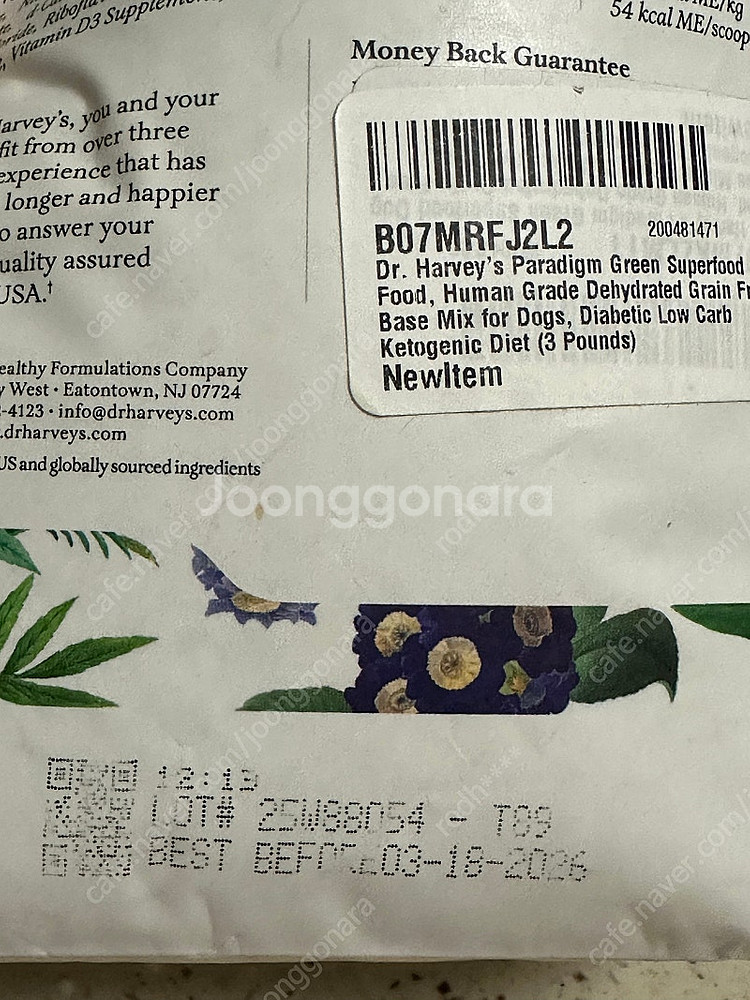 Vitamin D3 Supplement
54 kcal ME/scoop
Money Back Guarantee
Harvey's, you and your
fit from over three
experience that has
longer and happier
o answer your
uality assured
USA.†
B07MRFJ2L2 200481471
Dr. Harvey's Paradigm Green Superfood
Food, Human Grade Dehydrated Grain Fr
Base Mix for Dogs, Diabetic Low Carb
Ketogenic Diet (3 Pounds)
NewItem
ealthy Formulations Company
y West · Eatontown, NJ 07724
-4123 · info@drharveys.com
.drharveys.com
US and globally sourced ingredients
Joonggonara
12:13
LOT# 25W88054 - T09
BEST BEFORE03-18-2026